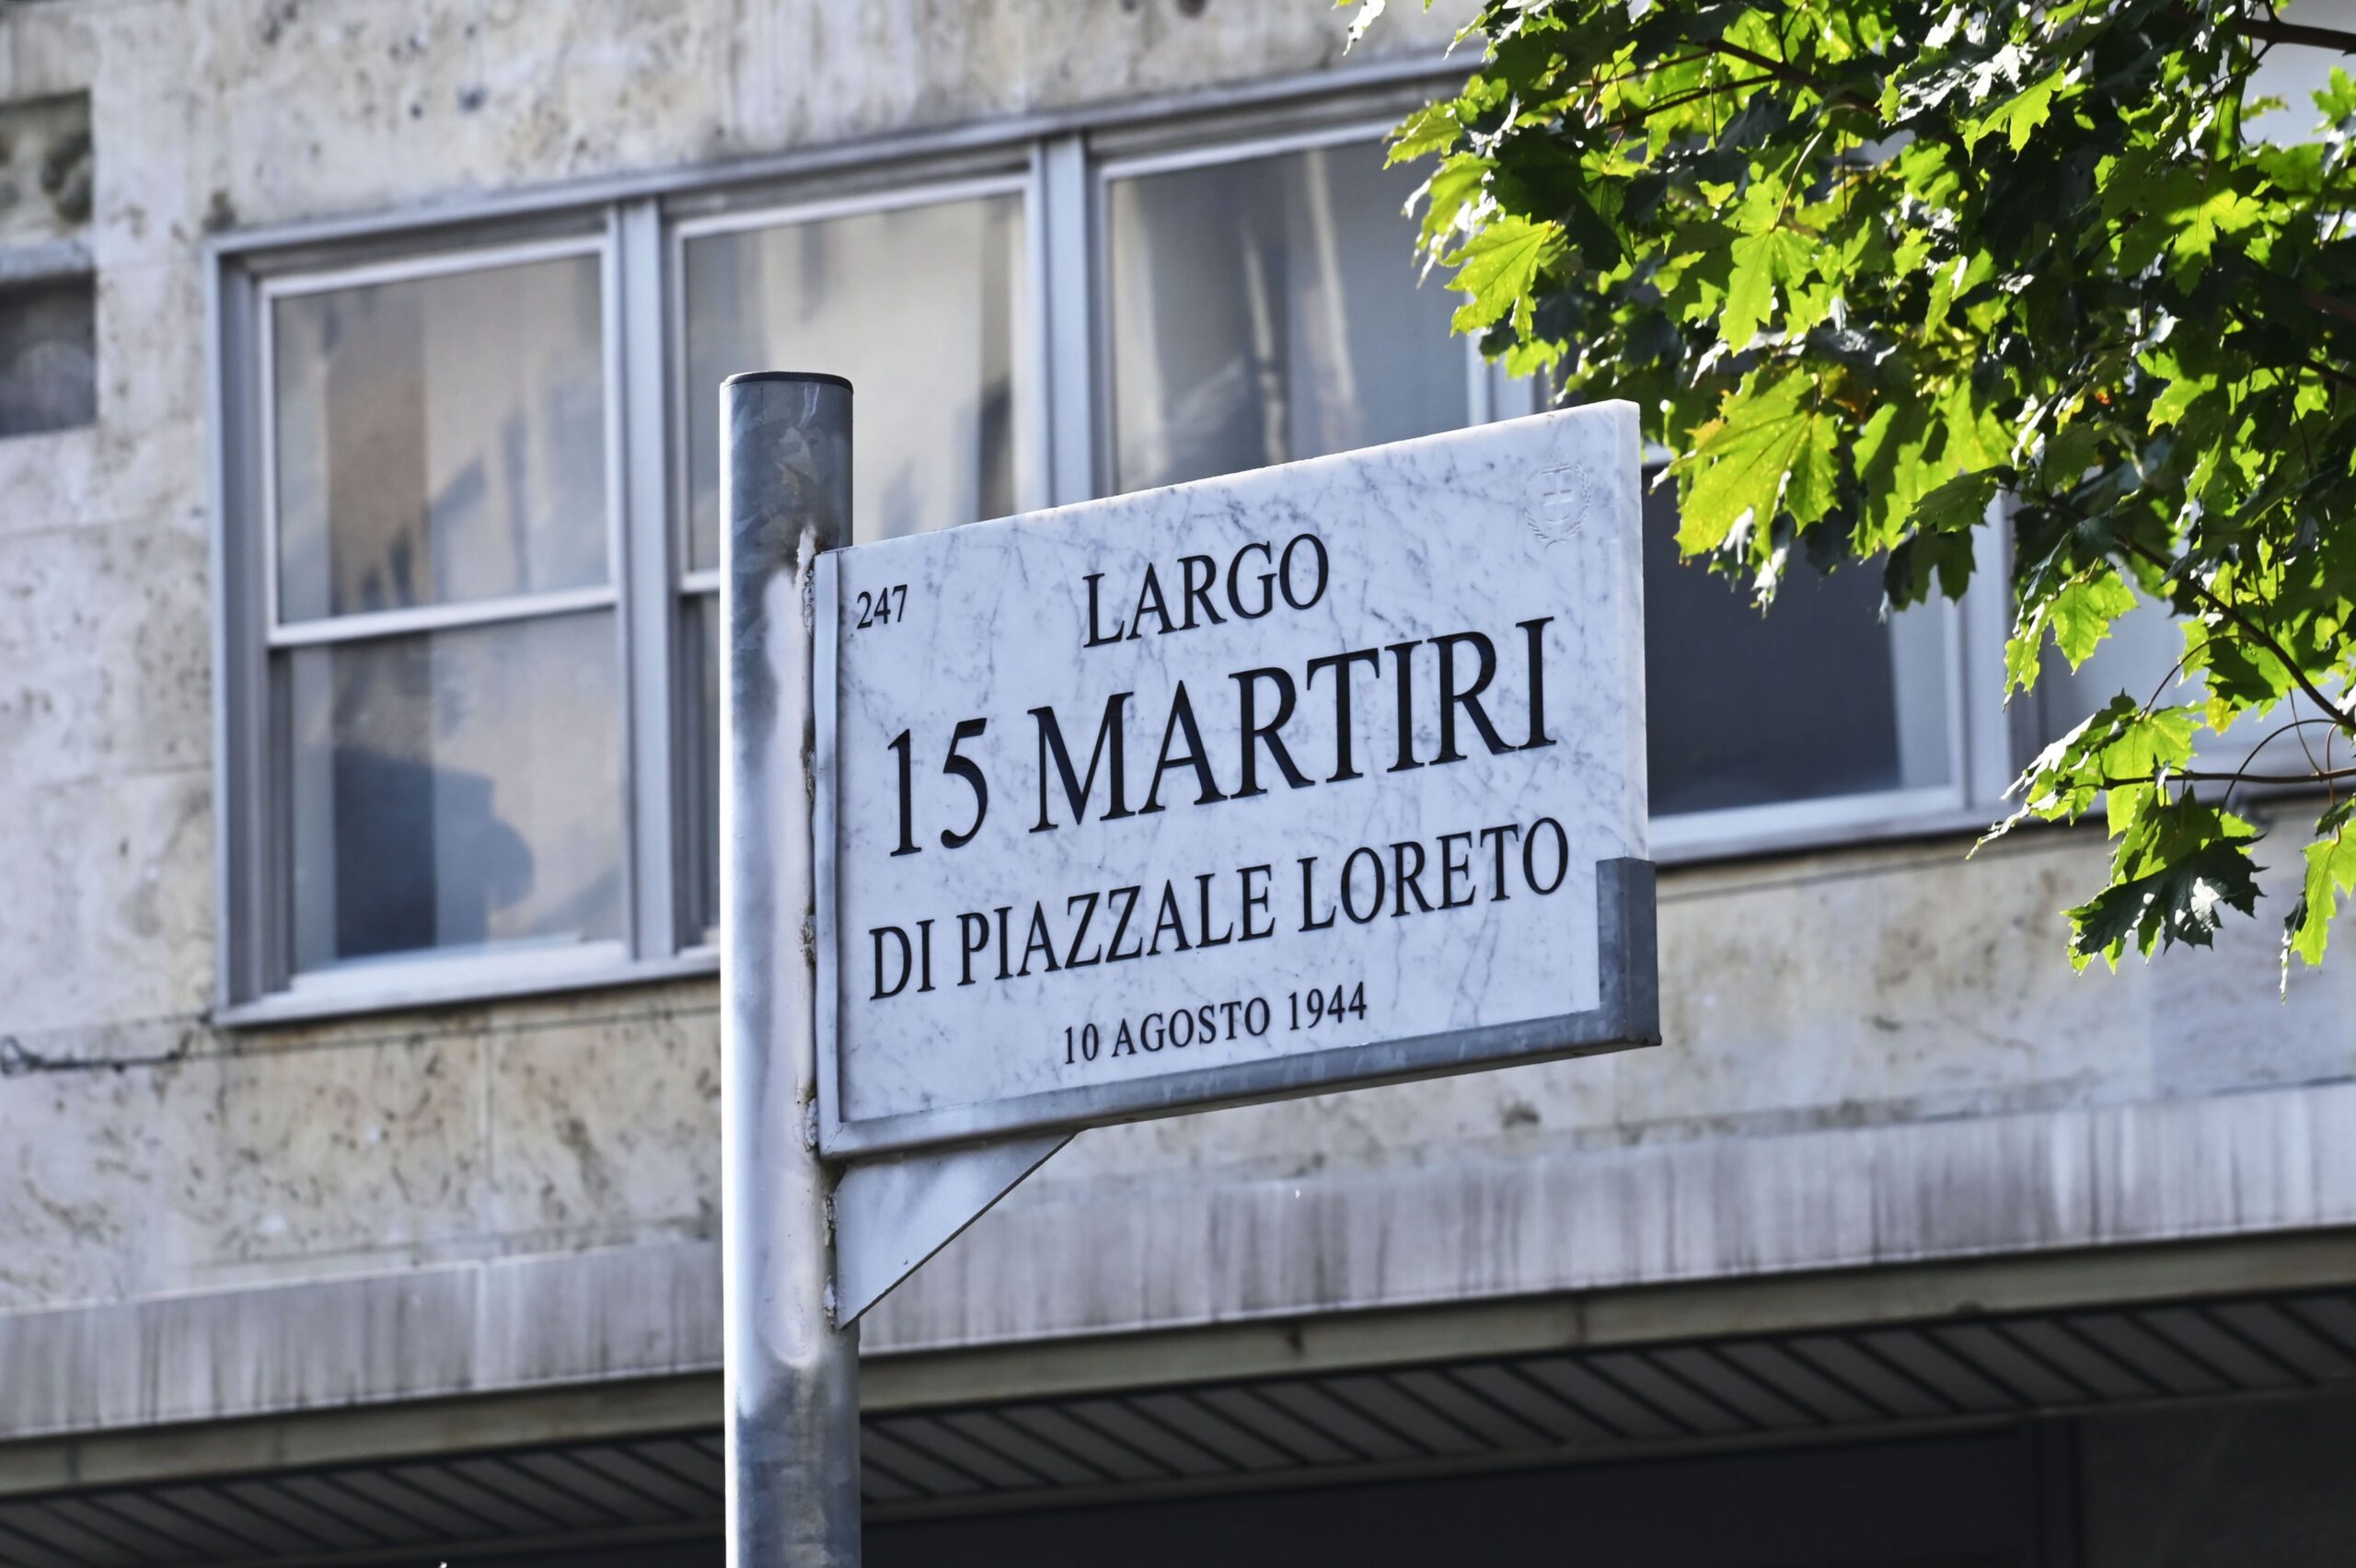 247
LARGO
15 MARTIRI
DI PIAZZALE LORETO
10 AGOSTO 1944